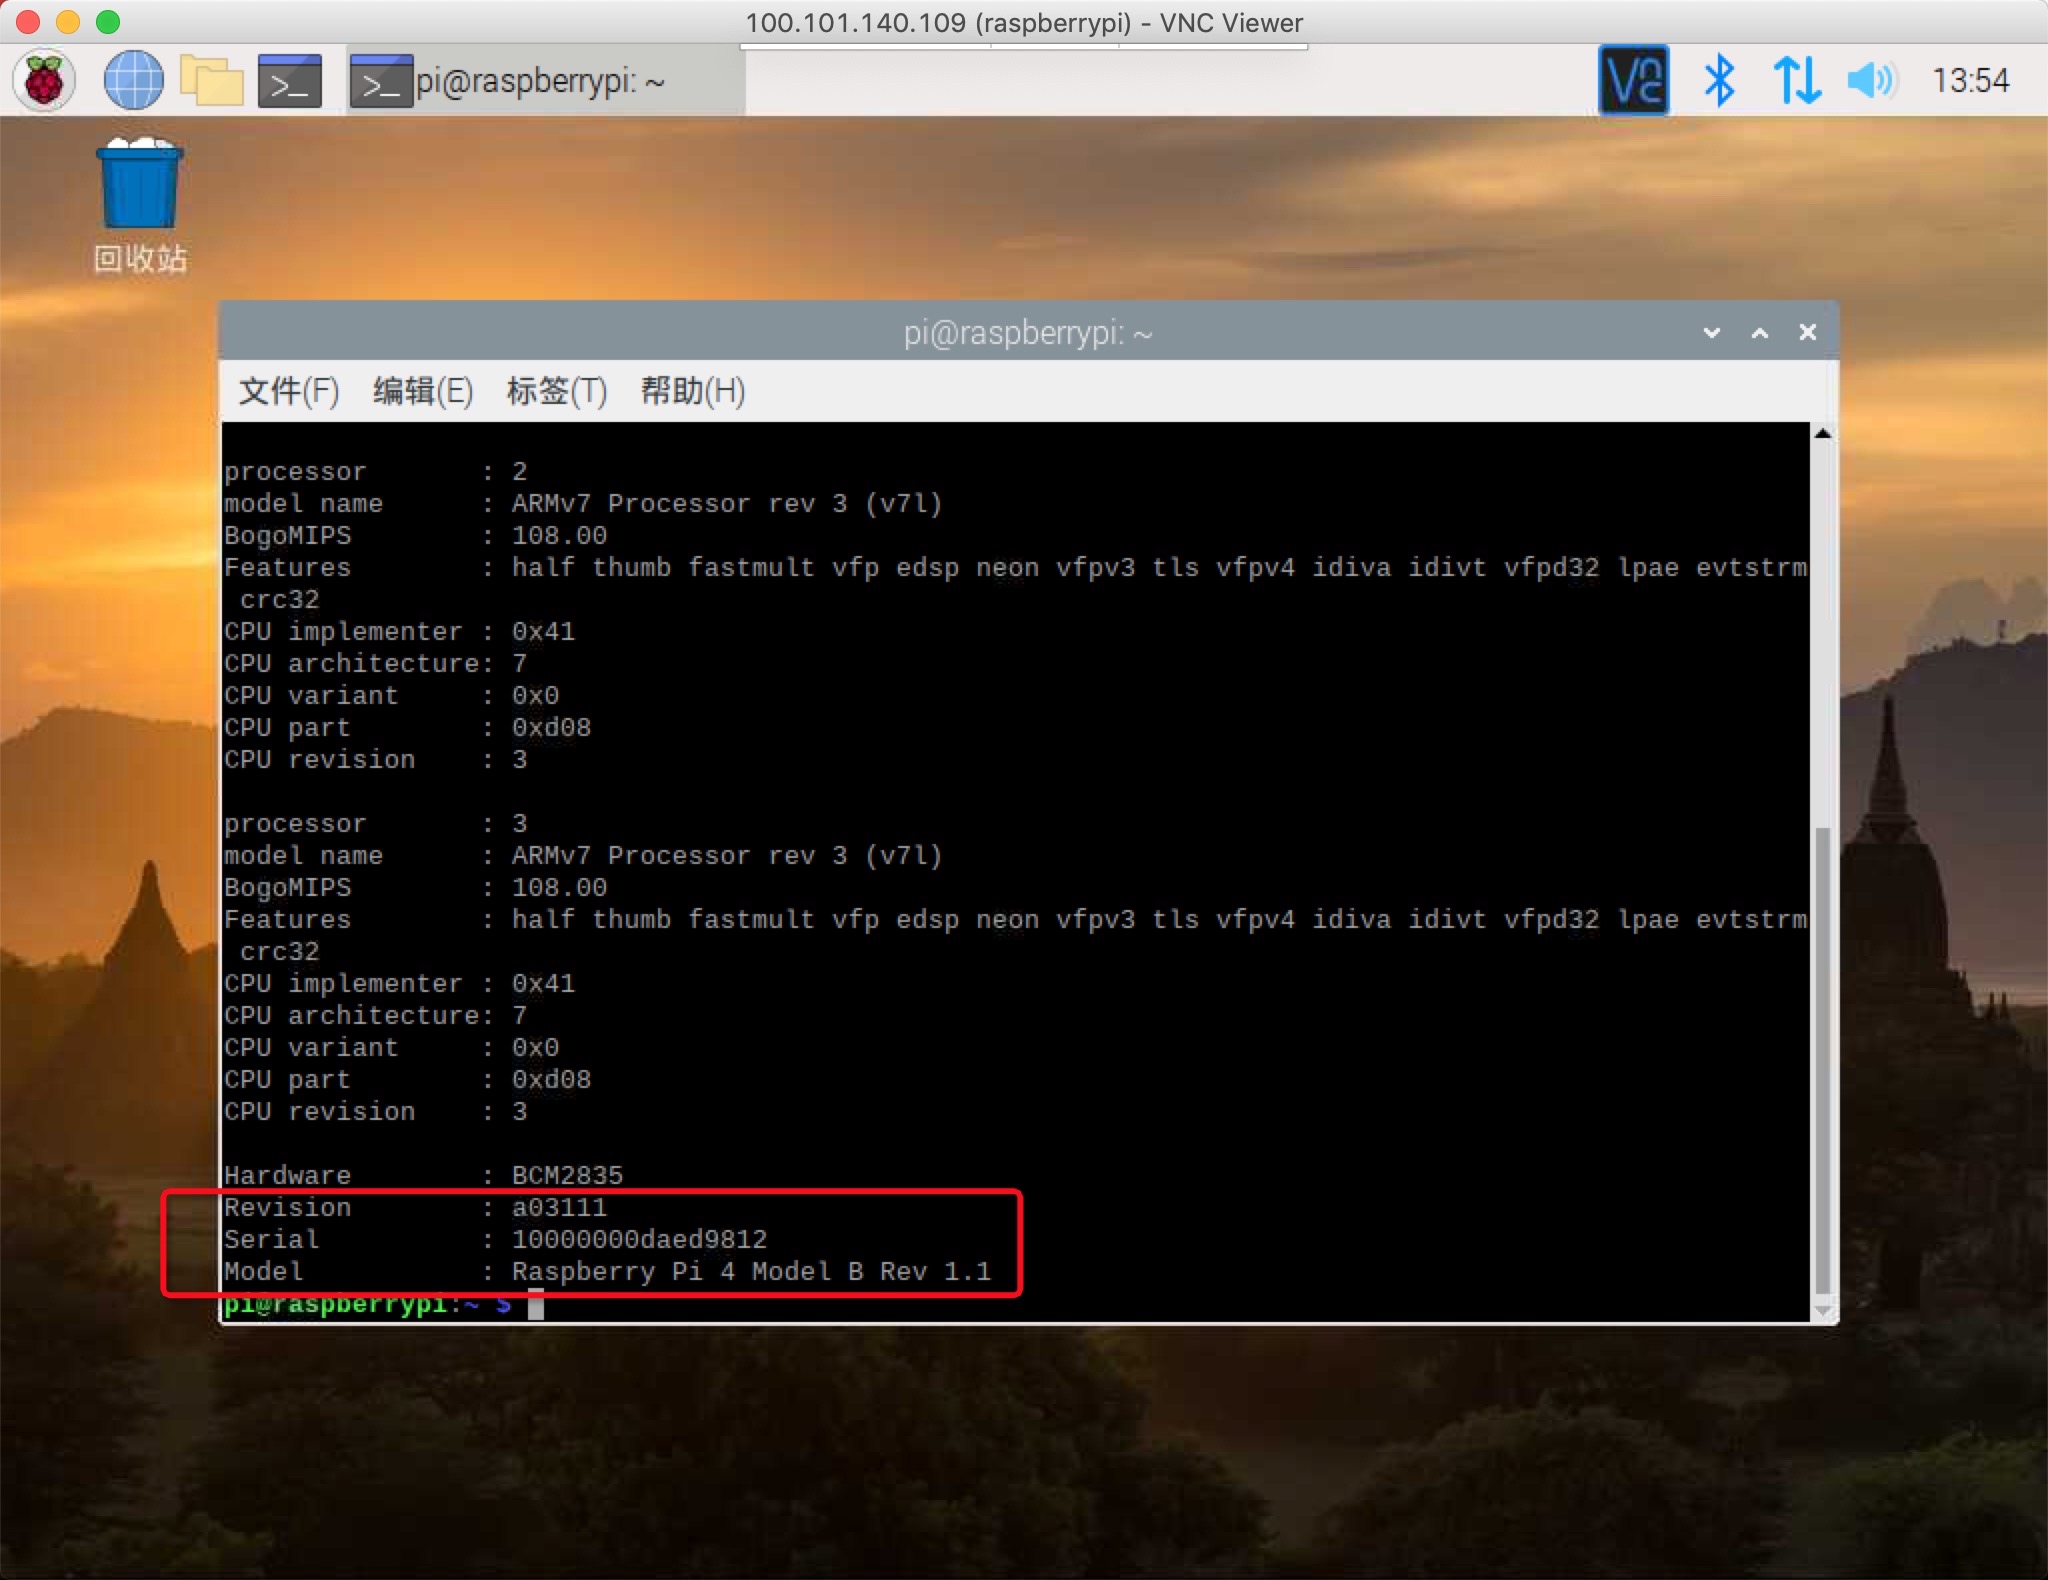 100.101.140.109 (raspberrypi) - VNC Viewer
pi@raspberrypi: ~
13:54
回收站
pi@raspberrypi: ~
文件(F) 编辑(E) 标签(T) 帮助(H)
processor : 2
model name : ARMv7 Processor rev 3 (v7l)
BogoMIPS : 108.00
Features : half thumb fastmult vfp edsp neon vfpv3 tls vfpv4 idiva idivt vfpd32 lpae evtstrm
crc32
CPU implementer : 0x41
CPU architecture: 7
CPU variant : 0x0
CPU part : 0xd08
CPU revision : 3
processor : 3
model name : ARMv7 Processor rev 3 (v7l)
BogoMIPS : 108.00
Features : half thumb fastmult vfp edsp neon vfpv3 tls vfpv4 idiva idivt vfpd32 lpae evtstrm
crc32
CPU implementer : 0x41
CPU architecture: 7
CPU variant : 0x0
CPU part : 0xd08
CPU revision : 3
Hardware : BCM2835
Revision : a03111
Serial : 10000000daed9812
Model : Raspberry Pi 4 Model B Rev 1.1
pi@raspberrypi:~ $